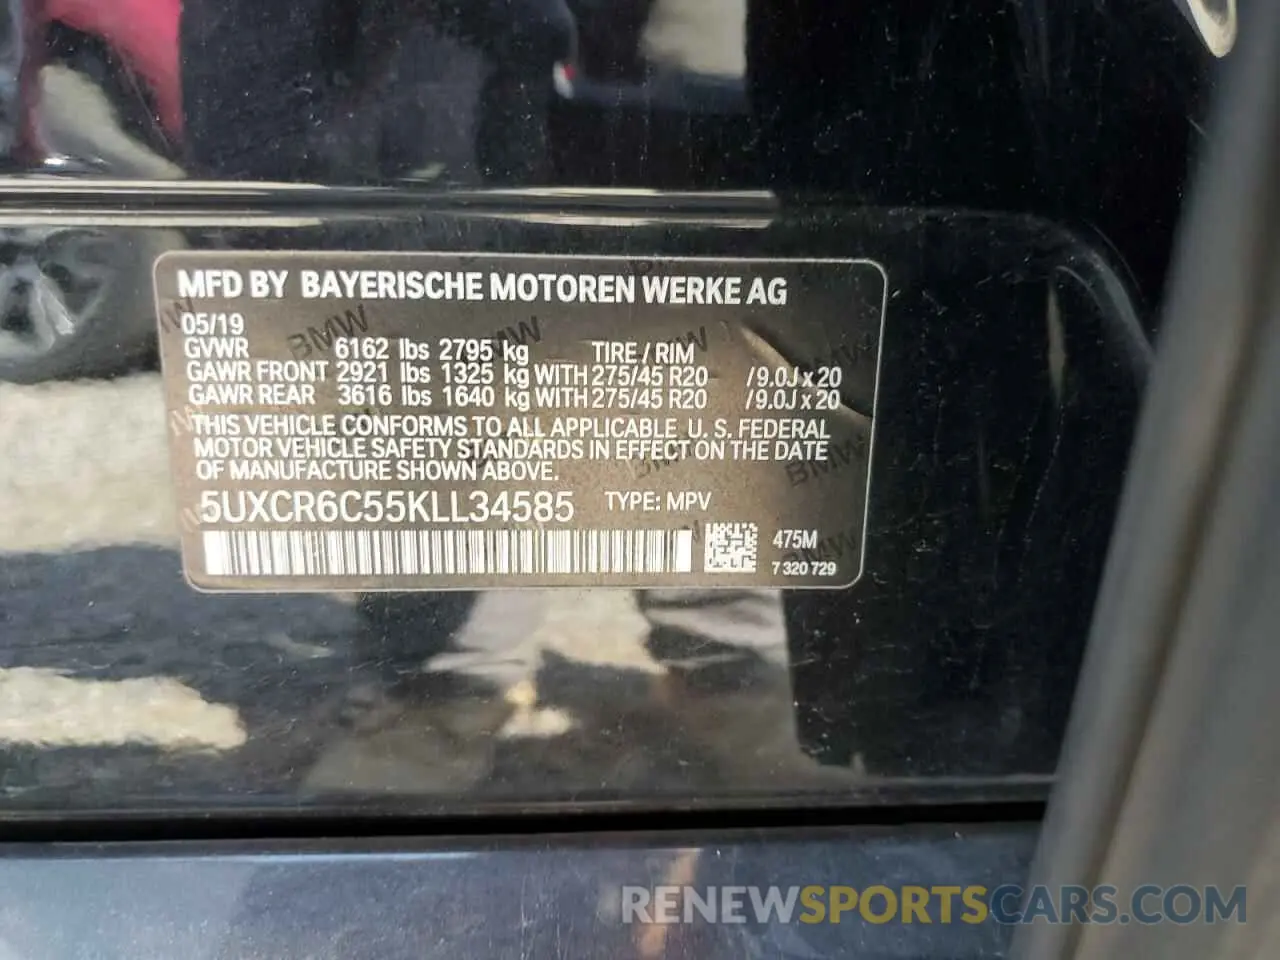 MFD BY BAYERISCHE MOTOREN WERKE AG
05/19
GVWR 6162 lbs 2795 kg TIRE / RIM
GAWR FRONT 2921 lbs 1325 kg WITH 275/45 R20 /9.0J x 20
GAWR REAR 3616 lbs 1640 kg WITH 275/45 R20 /9.0J x 20
THIS VEHICLE CONFORMS TO ALL APPLICABLE U. S. FEDERAL
MOTOR VEHICLE SAFETY STANDARDS IN EFFECT ON THE DATE
OF MANUFACTURE SHOWN ABOVE.
5UXCR6C55KLL34585 TYPE: MPV
475M
7 320 729
RENEWSPORTSCARS.COM